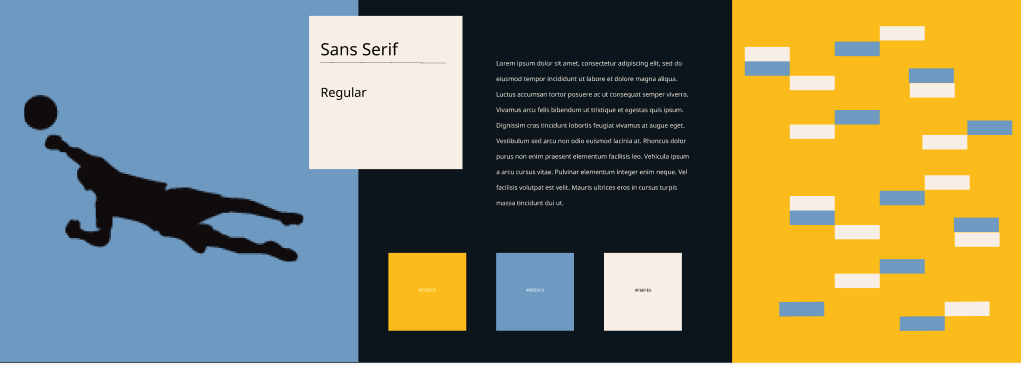 Sans Serif
Regular
Lorem ipsum dolor sit amet, consectetur adipiscing elit, sed do
eiusmod tempor incididunt ut labore et dolore magna aliqua.
Luctus accumsan tortor posuere ac ut consequat semper viverra.
Vivamus arcu felis bibendum ut tristique et egestas quis ipsum.
Dignissim cras tincidunt lobortis feugiat vivamus at augue eget.
Vestibulum sed arcu non odio euismod lacinia at. Rhoncus dolor
purus non enim praesent elementum facilisis leo. Vehicula ipsum
a arcu cursus vitae. Pulvinar elementum integer enim neque. Vel
facilisis volutpat est velit. Mauris ultrices eros in cursus turpis
massa tincidunt dui ut.